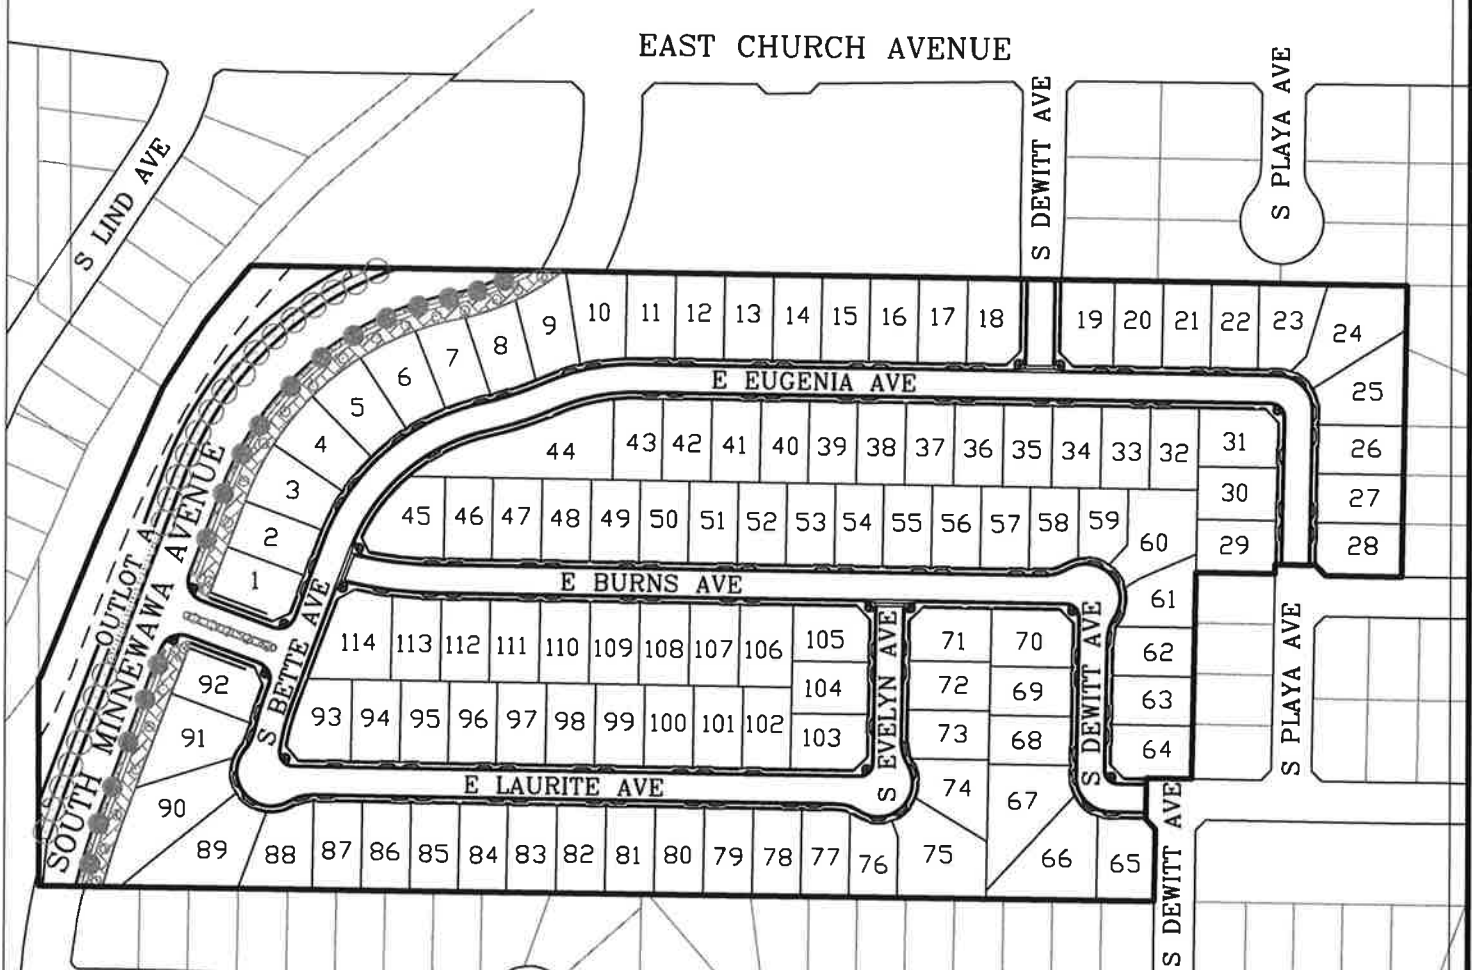 EAST CHURCH AVENUE
S LIND AVE
S DEWITT AVE
S PLAYA AVE
10 11 12 13 14 15 16 17 18 19 20 21 22 23 24
9
8
7
6
5
4
3
2
1
E EUGENIA AVE
25
26
27
28
44 43 42 41 40 39 38 37 36 35 34 33 32 31
30
29
45 46 47 48 49 50 51 52 53 54 55 56 57 58 59
60
61
62
63
64
E BURNS AVE
OUTLOT A
SOUTH MINNEWAWA AVENUE
S BETTE AVE
114 113 112 111 110 109 108 107 106 105
104
103
93 94 95 96 97 98 99 100 101 102
S EVELYN AVE
71 70
72 69
73 68
74 67
S DEWITT AVE
S PLAYA AVE
92
91
90
E LAURITE AVE
89 88 87 86 85 84 83 82 81 80 79 78 77 76 75 66 65
S DEWITT AVE